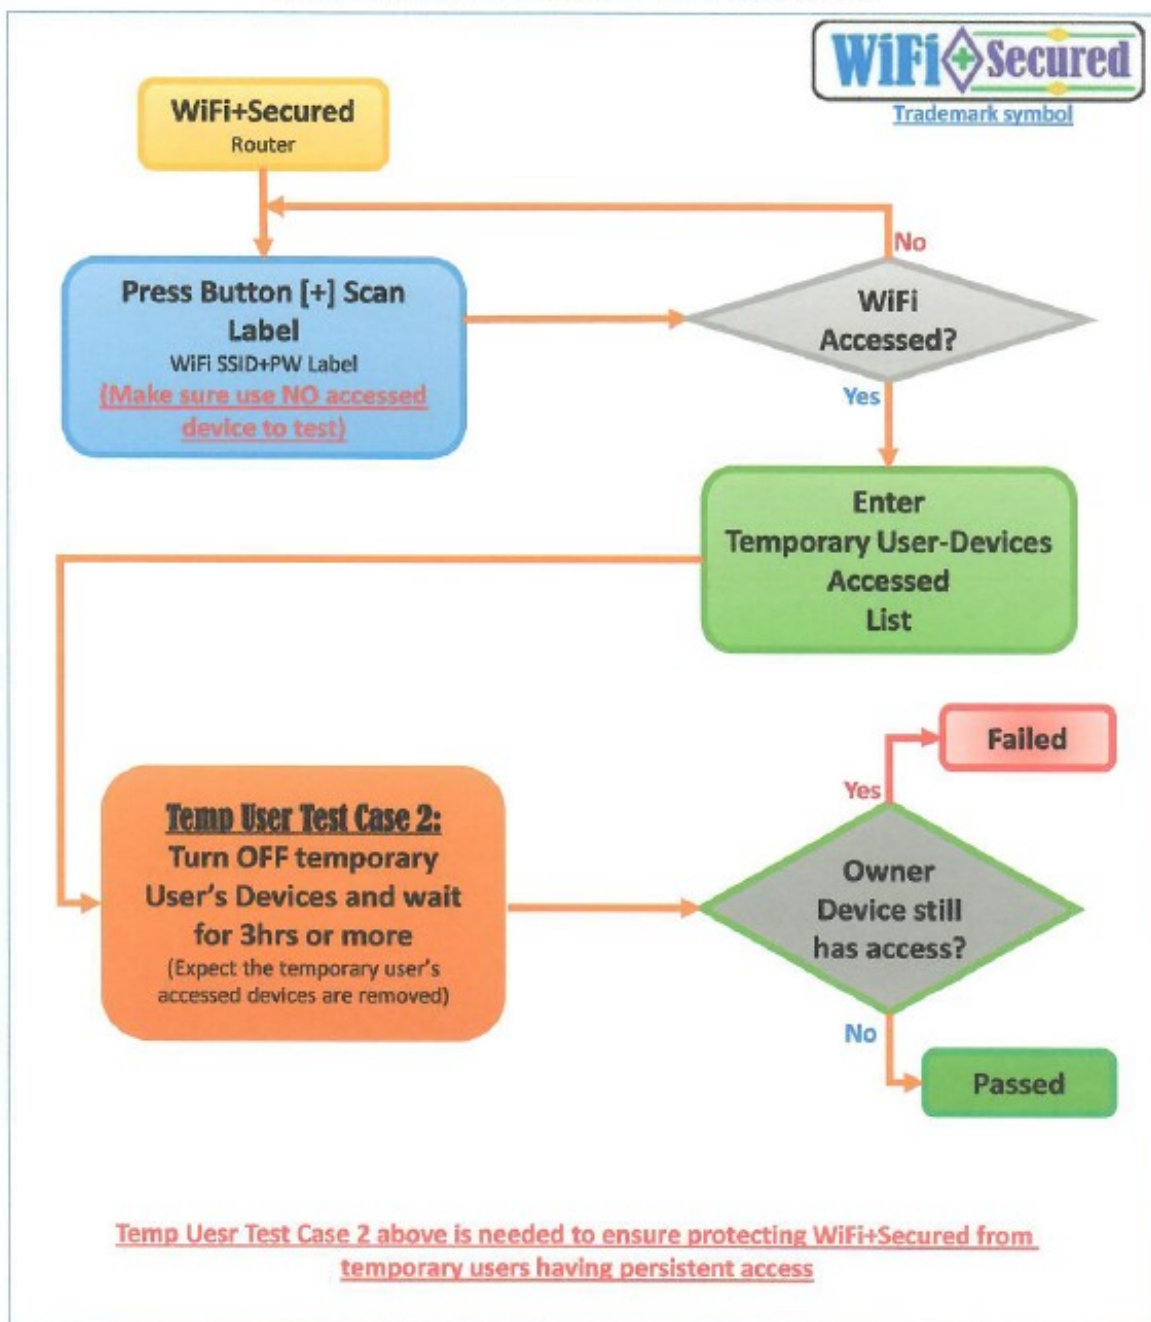 WiFi+Secured
Trademark symbol
WiFi+Secured
Router
No
Press Button [+] Scan
Label
WiFi SSID+PW Label
(Make sure use NO accessed
device to test)
WiFi
Accessed?
Yes
Enter
Temporary User-Devices
Accessed
List
Failed
Yes
Temp User Test Case 2:
Turn OFF temporary
User's Devices and wait
for 3hrs or more
(Expect the temporary user's
accessed devices are removed)
Owner
Device still
has access?
No
Passed
Temp Uesr Test Case 2 above is needed to ensure protecting WiFi+Secured from
temporary users having persistent access